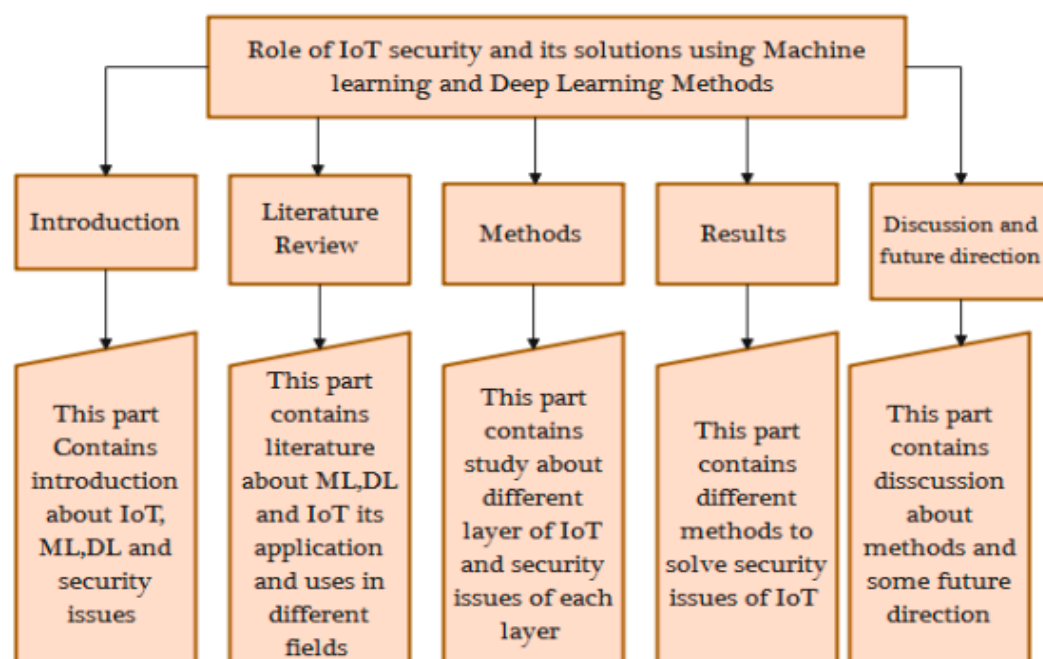 Role of IoT security and its solutions using Machine
learning and Deep Learning Methods
Introduction
Literature
Review
Methods
Results
Discussion and
future direction
This part
Contains
introduction
about IoT,
ML,DL and
security
issues
This part
contains
literature
about ML,DL
and IoT its
application
and uses in
different
fields
This part
contains
study about
different
layer of IoT
and security
issues of each
layer
This part
contains
different
methods to
solve security
issues of IoT
This part
contains
disscussion
about
methods and
some future
direction